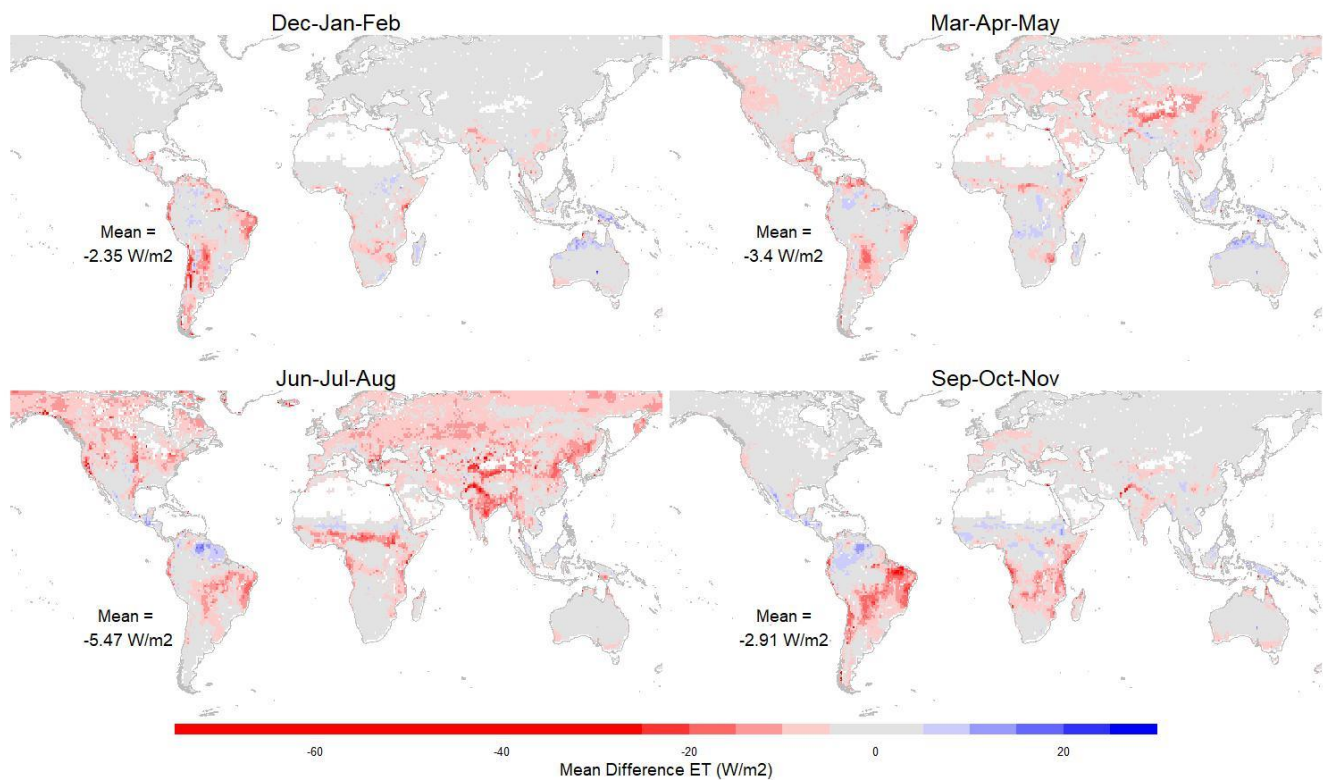 Dec-Jan-Feb
Mar-Apr-May
Mean =
-2.35 W/m2
Mean =
-3.4 W/m2
Jun-Jul-Aug
Sep-Oct-Nov
Mean =
-5.47 W/m2
Mean =
-2.91 W/m2
-60 -40 -20 0 20
Mean Difference ET (W/m2)